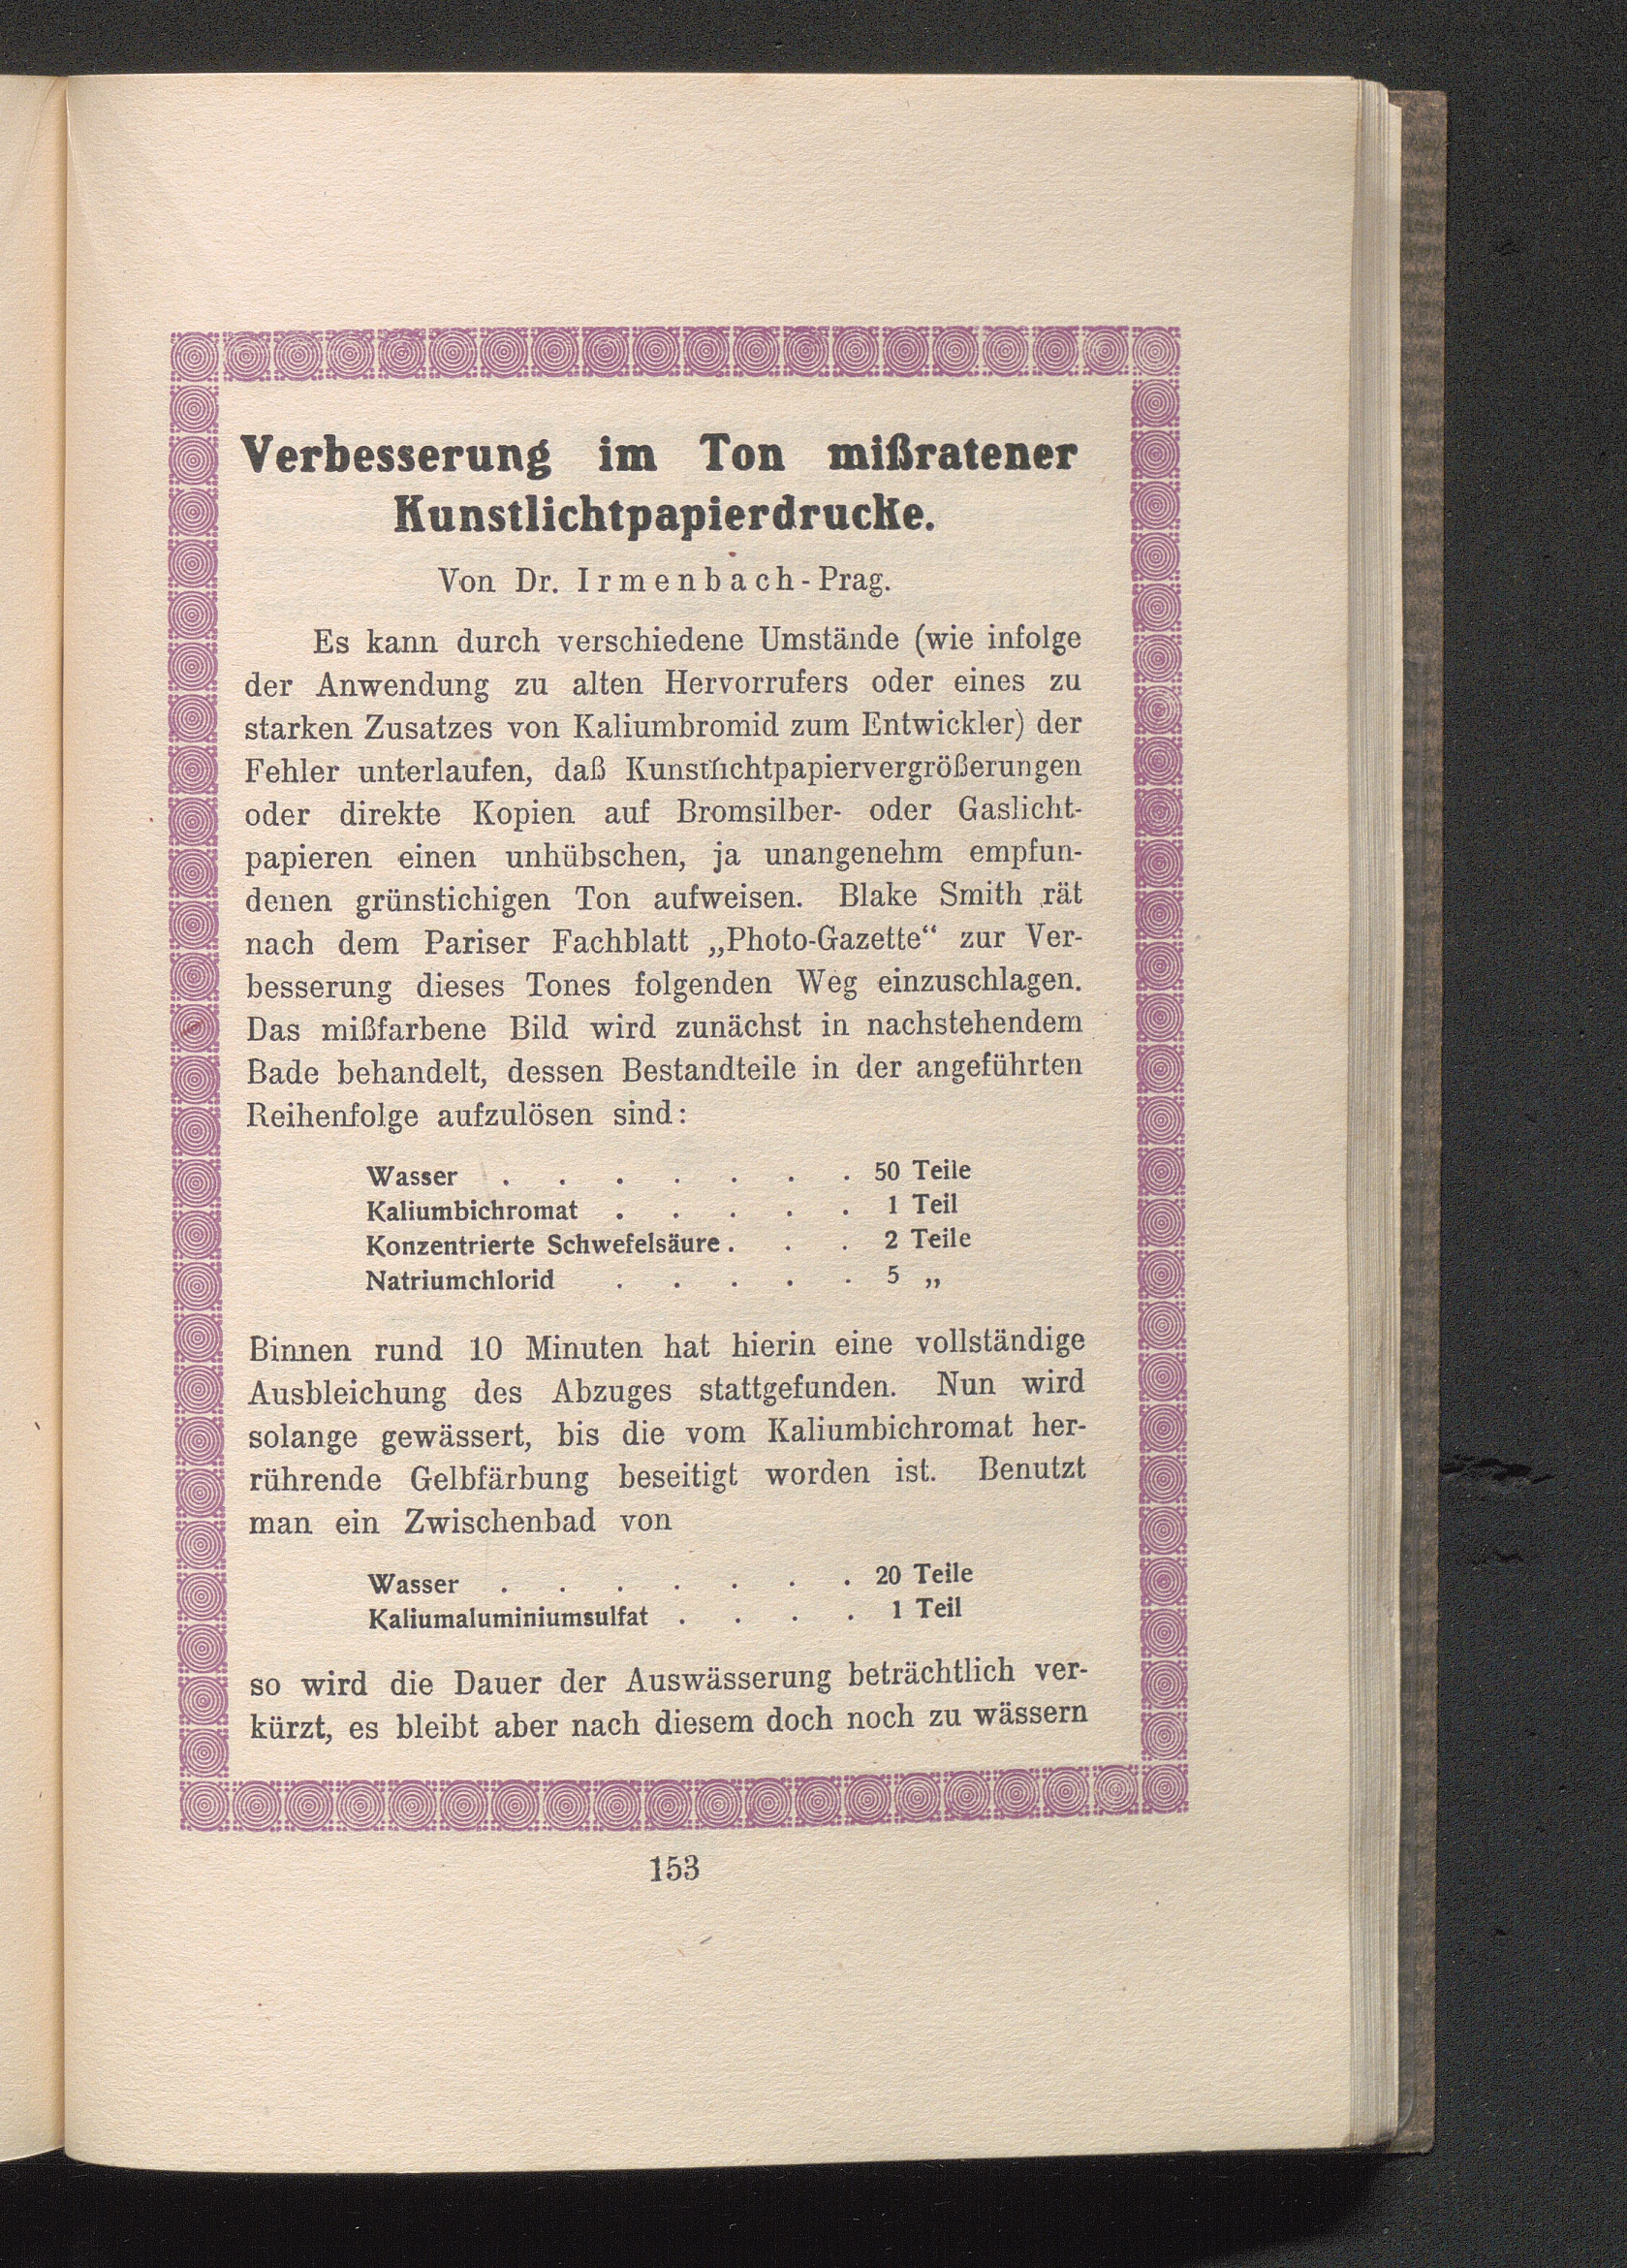 Verbesserung im Ton mißratener
Kunstlichtpapierdrucke.
Von Dr. Irmenbach-Prag.
Es kann durch verschiedene Umstände (wie infolge
der Anwendung zu alten Hervorrufers oder eines zu
starken Zusatzes von Kaliumbromid zum Entwickler) der
Fehler unterlaufen, daß Kunstlichtpapiervergrößerungen
oder direkte Kopien auf Bromsilber- oder Gaslicht-
papieren einen unhübschen, ja unangenehm empfun-
denen grünstichigen Ton aufweisen. Blake Smith rät
nach dem Pariser Fachblatt „Photo-Gazette“ zur Ver-
besserung dieses Tones folgenden Weg einzuschlagen.
Das mißfarbene Bild wird zunächst in nachstehendem
Bade behandelt, dessen Bestandteile in der angeführten
Reihenfolge aufzulösen sind:
Wasser . . . . . . . 50 Teile
Kaliumbichromat . . . . . 1 Teil
Konzentrierte Schwefelsäure . . . 2 Teile
Natriumchlorid . . . . . 5 „
Binnen rund 10 Minuten hat hierin eine vollständige
Ausbleichung des Abzuges stattgefunden. Nun wird
solange gewässert, bis die vom Kaliumbichromat her-
rührende Gelbfärbung beseitigt worden ist. Benutzt
man ein Zwischenbad von
Wasser . . . . . . . 20 Teile
Kaliumaluminiumsulfat . . . . 1 Teil
so wird die Dauer der Auswässerung beträchtlich ver-
kürzt, es bleibt aber nach diesem doch noch zu wässern
153